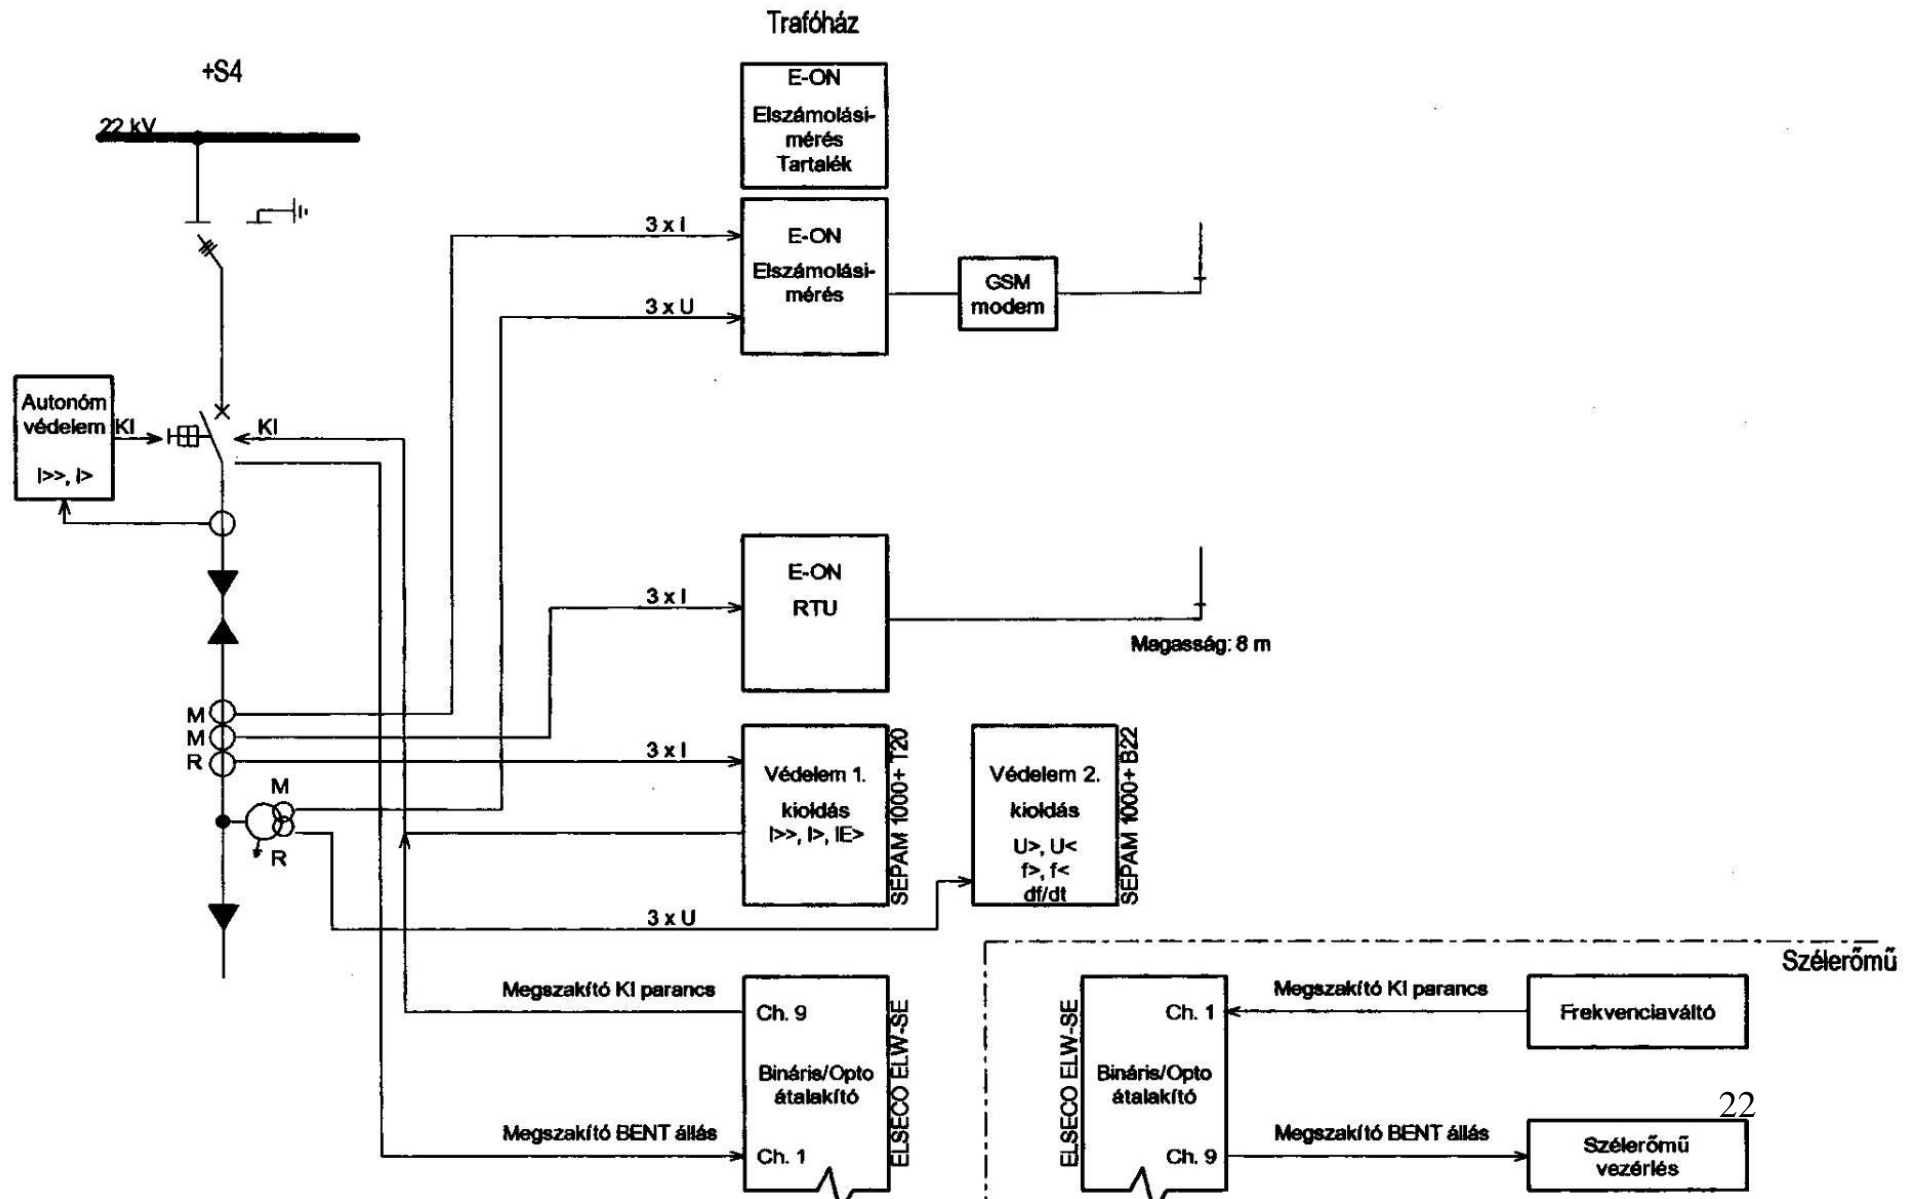 Trafóház
+S4
22 kV
E-ON
Elszámolási-
mérés
Tartalék
3 x I
E-ON
Elszámolási-
mérés
3 x U
GSM
modem
Autonóm
védelem
I>>, I>
KI
KI
3 x I
E-ON
RTU
Magasság: 8 m
M
M
R
3 x I
M
R
Védelem 1.
kioldás
I>>, I>, IE>
SEPAM 1000+ T20
Védelem 2.
kioldás
U>, U<
f>, f<
df/dt
SEPAM 1000+ B22
3 x U
Szélerőmű
Megszakító KI parancs
Ch. 9
Bináris/Opto
átalakító
Megszakító BENT állás
Ch. 1
ELSECO ELW-SE
ELSECO ELW-SE
Ch. 1
Bináris/Opto
átalakító
Ch. 9
Megszakító KI parancs
Frekvenciaváltó
22
Megszakító BENT állás
Szélerőmű
vezérlés